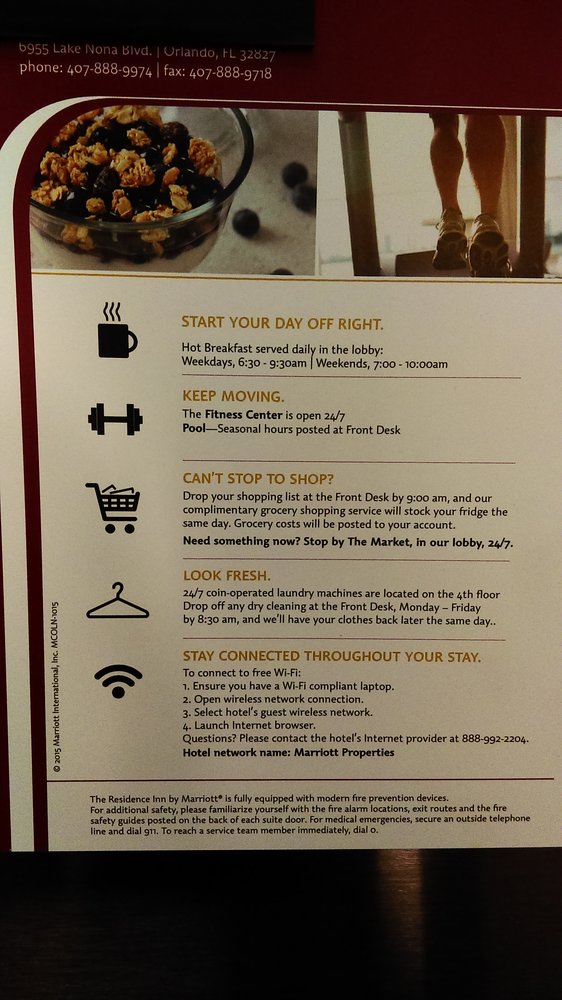 6955 Lake Nona Blvd. | Orlando, FL 32827
phone: 407-888-9974 | fax: 407-888-9718
START YOUR DAY OFF RIGHT.
Hot Breakfast served daily in the lobby:
Weekdays, 6:30 - 9:30am | Weekends, 7:00 - 10:00am
KEEP MOVING.
The Fitness Center is open 24/7
Pool—Seasonal hours posted at Front Desk
CAN'T STOP TO SHOP?
Drop your shopping list at the Front Desk by 9:00 am, and our
complimentary grocery shopping service will stock your fridge the
same day. Grocery costs will be posted to your account.
Need something now? Stop by The Market, in our lobby, 24/7.
LOOK FRESH.
24/7 coin-operated laundry machines are located on the 4th floor
Drop off any dry cleaning at the Front Desk, Monday – Friday
by 8:30 am, and we'll have your clothes back later the same day..
STAY CONNECTED THROUGHOUT YOUR STAY.
To connect to free Wi-Fi:
1. Ensure you have a Wi-Fi compliant laptop.
2. Open wireless network connection.
3. Select hotel's guest wireless network.
4. Launch Internet browser.
Questions? Please contact the hotel's Internet provider at 888-992-2204.
Hotel network name: Marriott Properties
© 2015 Marriott International, Inc. MCOLN-1015
The Residence Inn by Marriott® is fully equipped with modern fire prevention devices.
For additional safety, please familiarize yourself with the fire alarm locations, exit routes and the fire
safety guides posted on the back of each suite door. For medical emergencies, secure an outside telephone
line and dial 911. To reach a service team member immediately, dial 0.